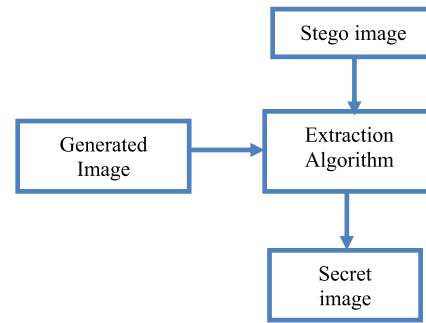 Stego image
Generated
Image
Extraction
Algorithm
Secret
image